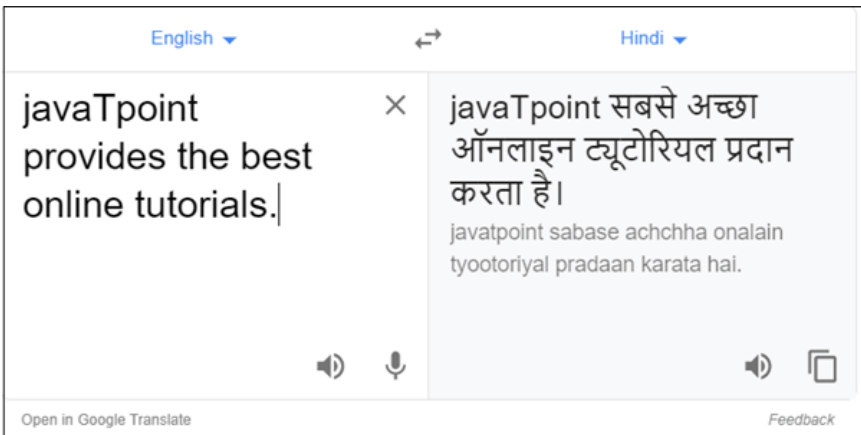 English
Hindi
javaTpoint
provides the best
online tutorials.
javaTpoint सबसे अच्छा
ऑनलाइन ट्यूटोरियल प्रदान
करता है।
javatpoint sabase achchha onalain
tyootoriyal pradaan karata hai.
Open in Google Translate
Feedback